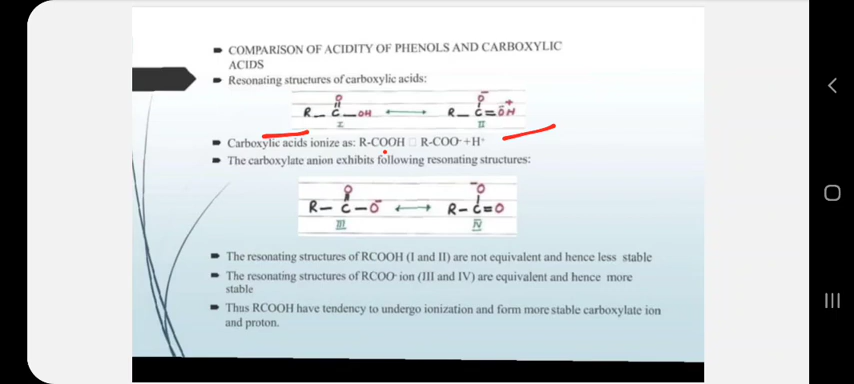 COMPARISON OF ACIDITY OF PHENOLS AND CARBOXYLIC
ACIDS
Resonating structures of carboxylic acids:
O
||
R — C — OH ⟷ R — C = ÖH
I II
Carboxylic acids ionize as: R-COOH □ R-COO⁻ + H⁺
The carboxylate anion exhibits following resonating structures:
O ⁻O
R — C — O⁻ ⟷ R — C = O
III IV
The resonating structures of RCOOH (I and II) are not equivalent and hence less stable
The resonating structures of RCOO⁻ ion (III and IV) are equivalent and hence more
stable
Thus RCOOH have tendency to undergo ionization and form more stable carboxylate ion
and proton.